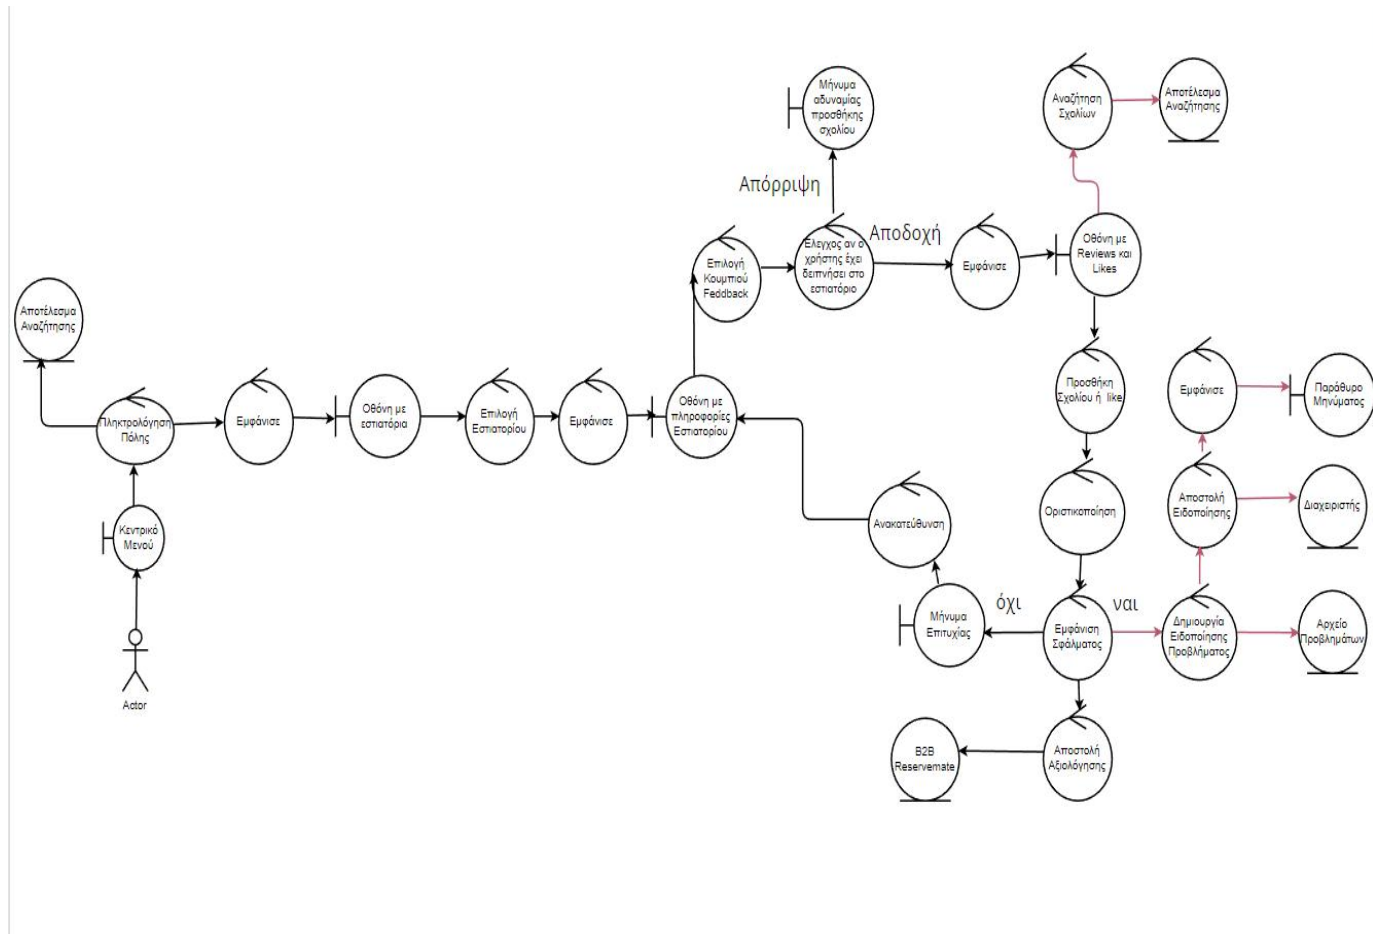 Μήνυμα
αδυναμίας
προσθήκης
σχολίου
Αναζήτηση
Σχολίων
Αποτέλεσμα
Αναζήτησης
Απόρριψη
Αποδοχή
Επιλογή
Κουμπιού
Feddback
Έλεγχος αν ο
χρήστης έχει
δειπνήσει στο
εστιατόριο
Εμφάνισε
Οθόνη με
Reviews και
Likes
Αποτέλεσμα
Αναζήτησης
Πληκτρολόγηση
Πόλης
Εμφάνισε
Οθόνη με
εστιατόρια
Επιλογή
Εστιατορίου
Εμφάνισε
Οθόνη με
πληροφορίες
Εστιατορίου
Προσθήκη
Σχολίου ή like
Εμφάνισε
Παράθυρο
Μηνύματος
Κεντρικό
Μενού
Ανακατεύθυνση
Οριστικοποίηση
Αποστολή
Ειδοποίησης
Διαχειριστής
Μήνυμα
Επιτυχίας
όχι
Εμφάνιση
Σφάλματος
ναι
Δημιουργία
Ειδοποίησης
Προβλήματος
Αρχείο
Προβλημάτων
Actor
B2B
Reservemate
Αποστολή
Αξιολόγησης